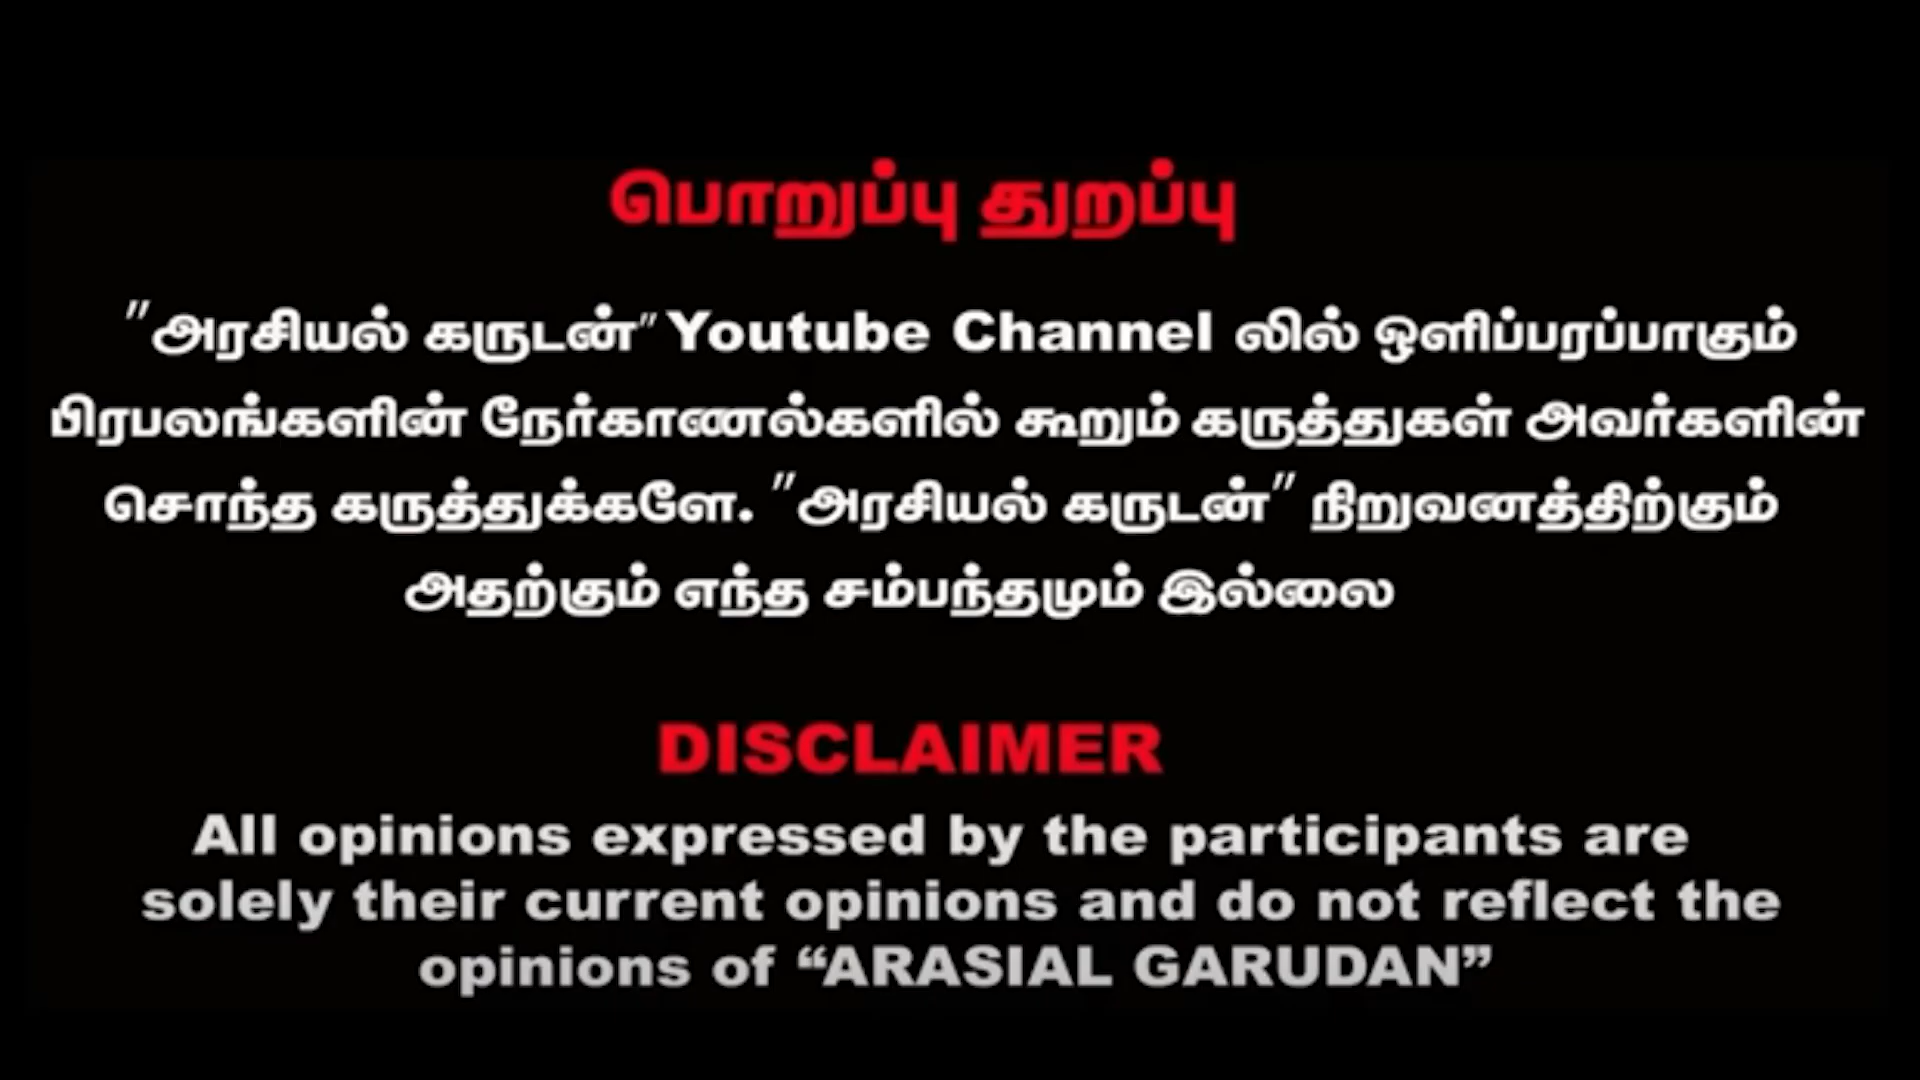 பொறுப்பு துறப்பு
"அரசியல் கருடன்" Youtube Channel லில் ஒளிப்பரப்பாகும்
பிரபலங்களின் நேர்காணல்களில் கூறும் கருத்துகள் அவர்களின்
சொந்த கருத்துக்களே. "அரசியல் கருடன்" நிறுவனத்திற்கும்
அதற்கும் எந்த சம்பந்தமும் இல்லை
DISCLAIMER
All opinions expressed by the participants are
solely their current opinions and do not reflect the
opinions of “ARASIAL GARUDAN”